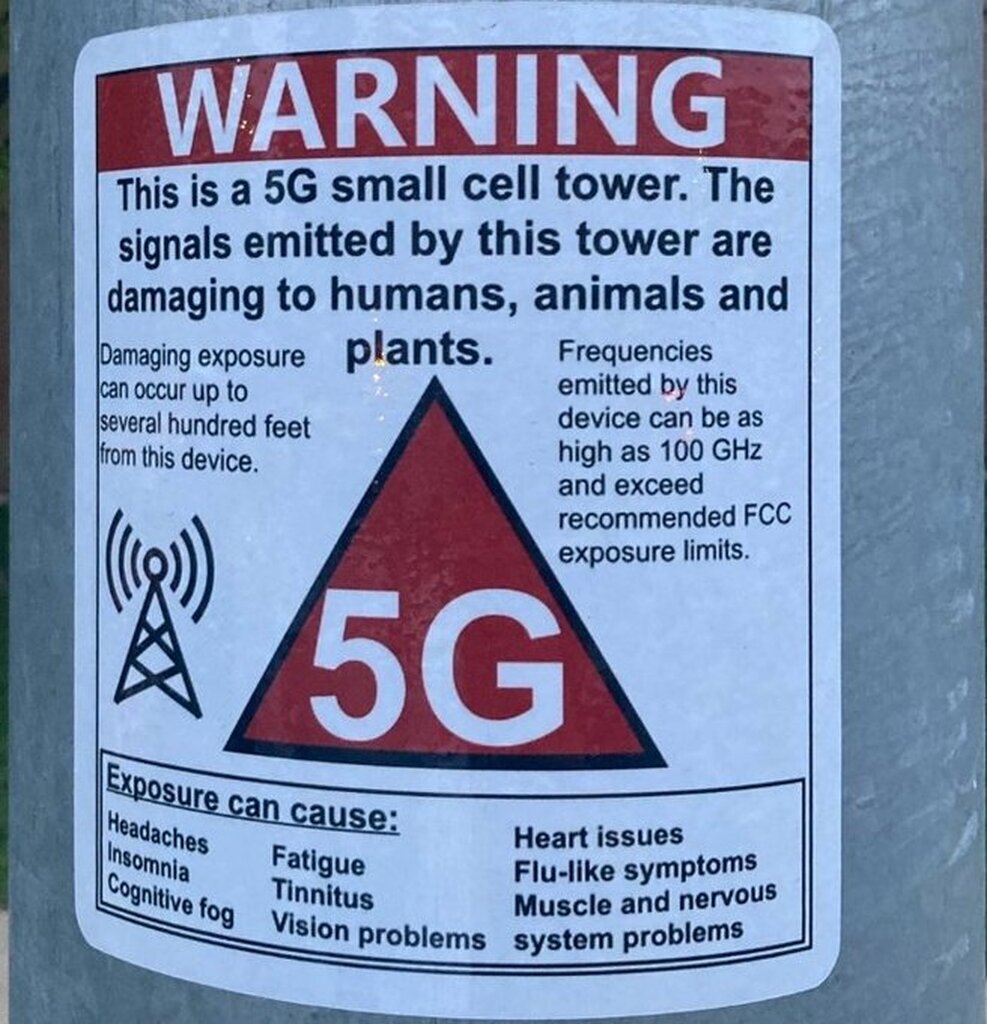 WARNING
This is a 5G small cell tower. The
signals emitted by this tower are
damaging to humans, animals and
plants.
Damaging exposure
can occur up to
several hundred feet
from this device.
Frequencies
emitted by this
device can be as
high as 100 GHz
and exceed
recommended FCC
exposure limits.
5G
Exposure can cause:
Headaches
Insomnia
Cognitive fog
Fatigue
Tinnitus
Vision problems
Heart issues
Flu-like symptoms
Muscle and nervous
system problems